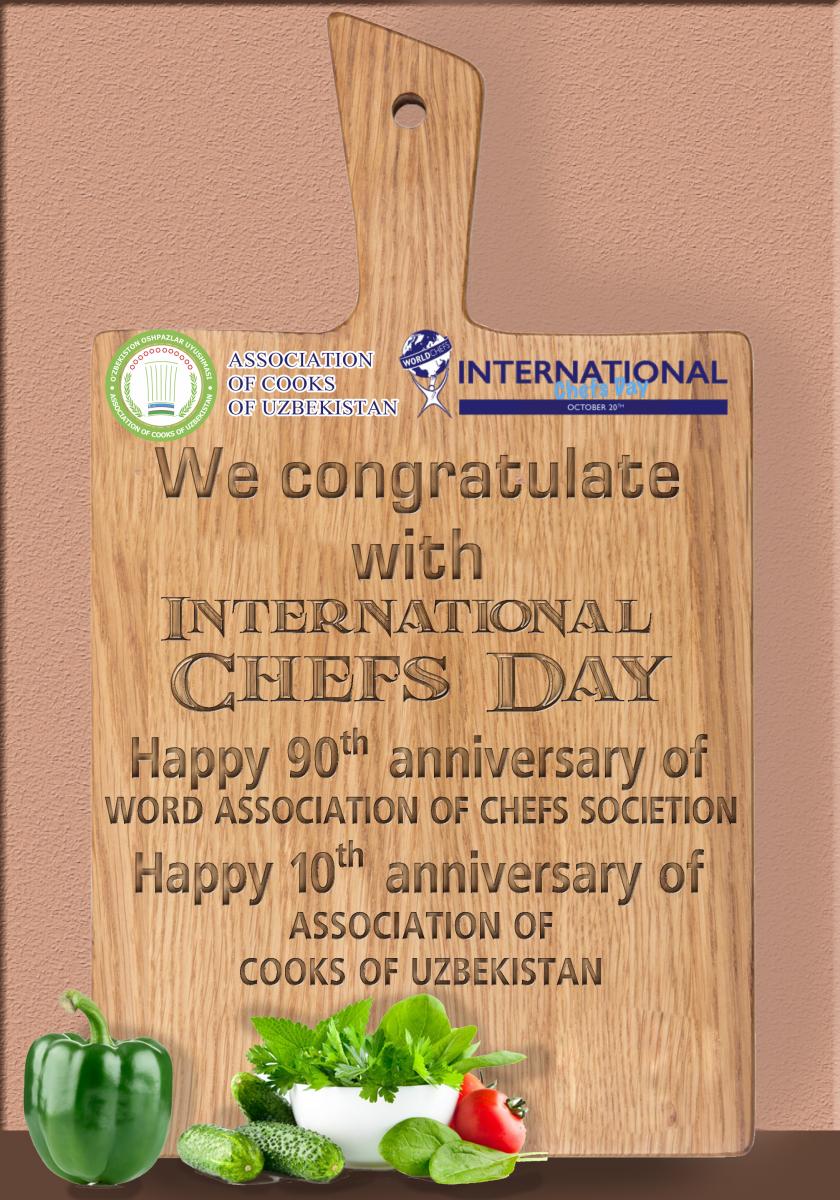 O'ZBEKISTON OSHPAZLAR UYUSHMASI
ASSOCIATION OF COOKS OF UZBEKISTAN
ASSOCIATION
OF COOKS
OF UZBEKISTAN
WORLDCHEFS
INTERNATIONAL
Chefs Day
OCTOBER 20TH
We congratulate
with
INTERNATIONAL
CHEFS DAY
Happy 90th anniversary of
WORD ASSOCIATION OF CHEFS SOCIETION
Happy 10th anniversary of
ASSOCIATION OF
COOKS OF UZBEKISTAN